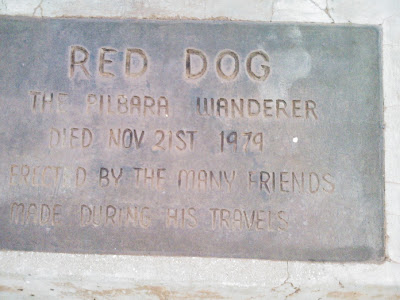 RED DOG
THE PILBARA WANDERER
DIED NOV 21ST 1979
ERECTED BY THE MANY FRIENDS
MADE DURING HIS TRAVELS